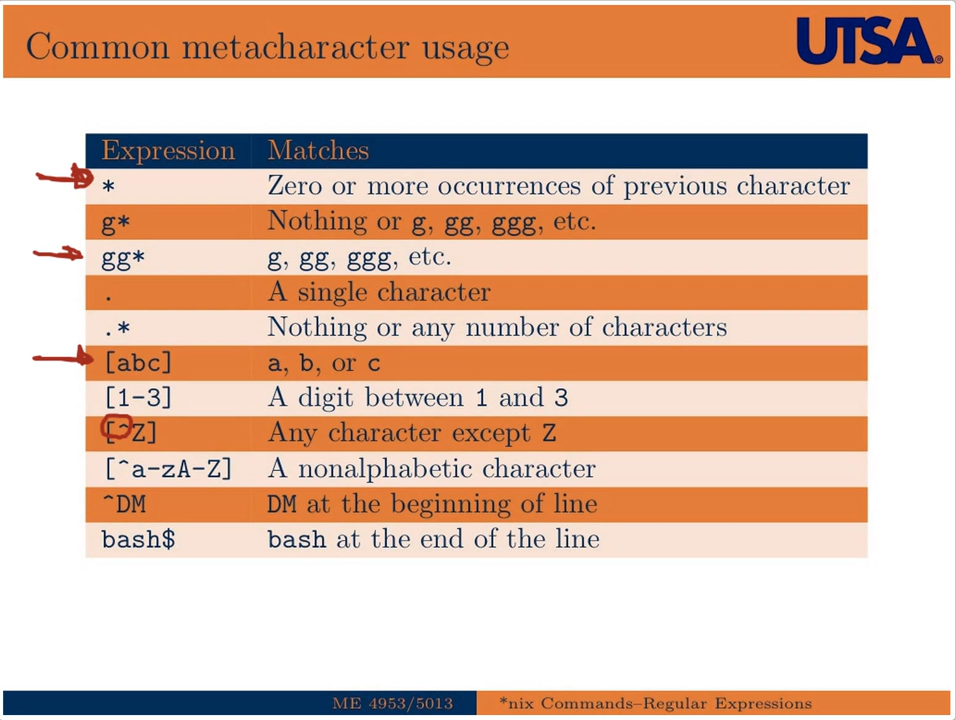 Common metacharacter usage
UTSA®
Expression Matches
* Zero or more occurrences of previous character
g* Nothing or g, gg, ggg, etc.
gg* g, gg, ggg, etc.
. A single character
.* Nothing or any number of characters
[abc] a, b, or c
[1-3] A digit between 1 and 3
[^Z] Any character except Z
[^a-zA-Z] A nonalphabetic character
^DM DM at the beginning of line
bash$ bash at the end of the line
ME 4953/5013 *nix Commands–Regular Expressions